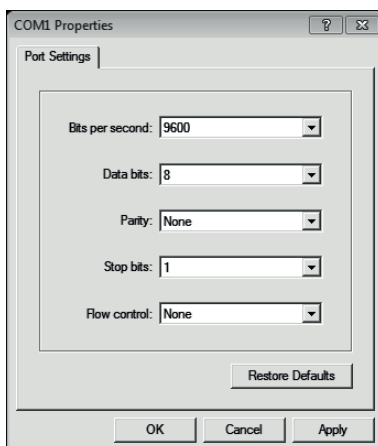 COM1 Properties
Port Settings
Bits per second: 9600
Data bits: 8
Parity: None
Stop bits: 1
Flow control: None
Restore Defaults
OK Cancel Apply